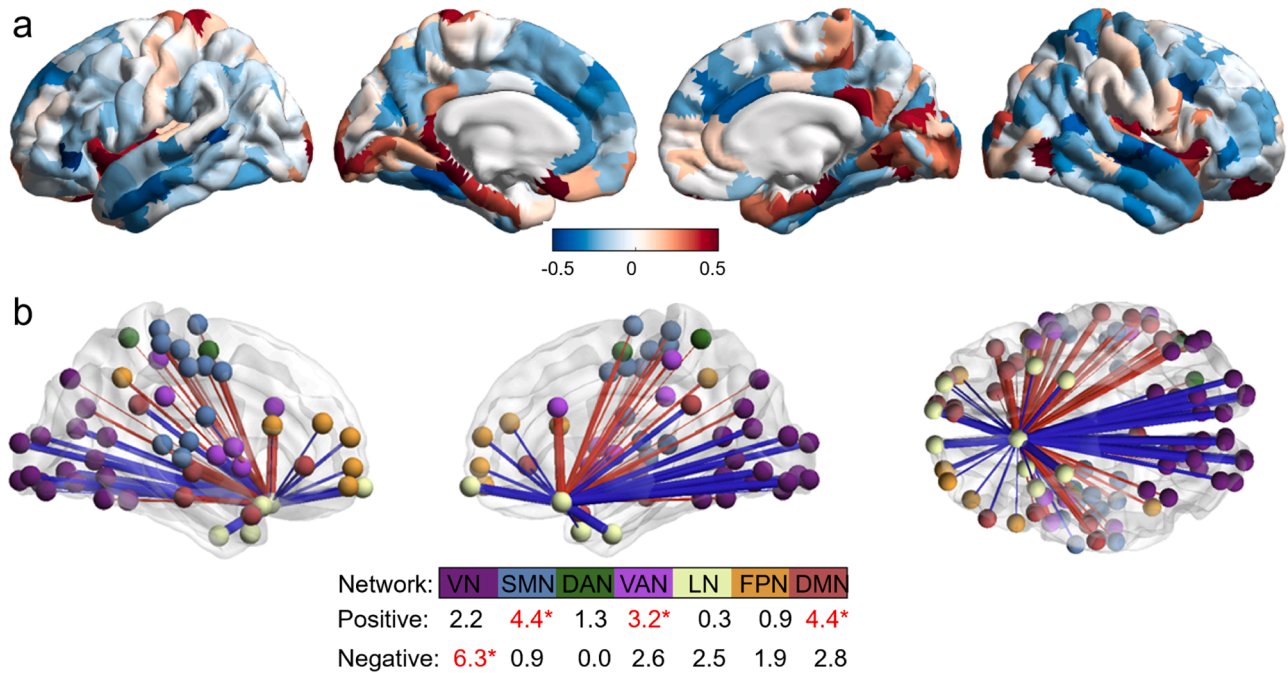 a
-0.5 0 0.5
b
Network: VN SMN DAN VAN LN FPN DMN
Positive: 2.2 4.4* 1.3 3.2* 0.3 0.9 4.4*
Negative: 6.3* 0.9 0.0 2.6 2.5 1.9 2.8